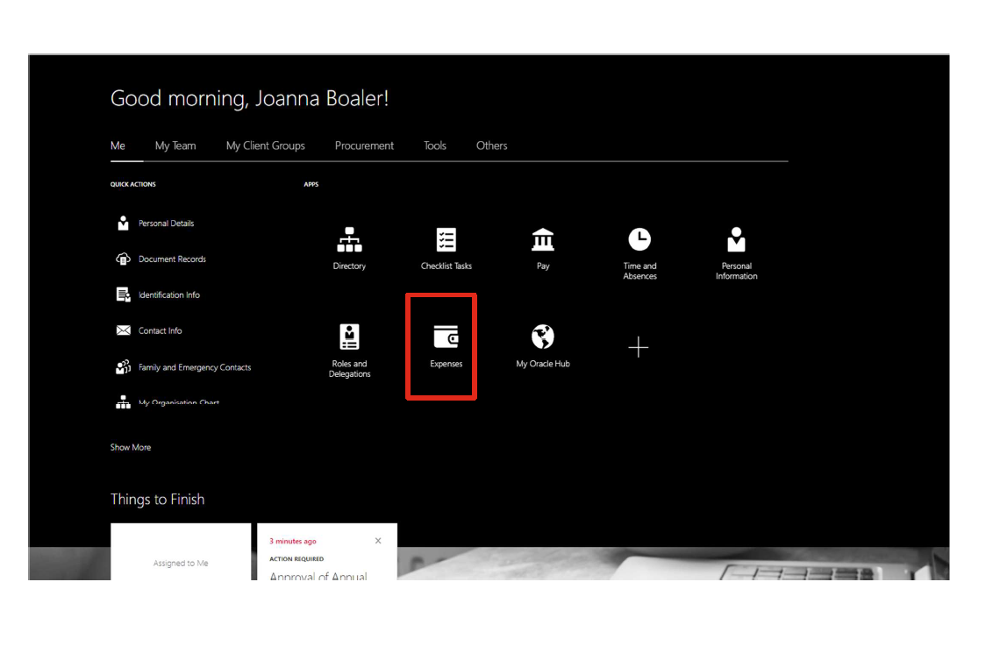 Good morning, Joanna Boaler!
Me My Team My Client Groups Procurement Tools Others
QUICK ACTIONS
Personal Details
Document Records
Identification Info
Contact Info
Family and Emergency Contacts
My Organisation Chart
Show More
APPS
Directory
Checklist Tasks
Pay
Time and
Absences
Personal
Information
Roles and
Delegations
Expenses
My Oracle Hub
Things to Finish
Assigned to Me
3 minutes ago X
ACTION REQUIRED
Approval of Annual